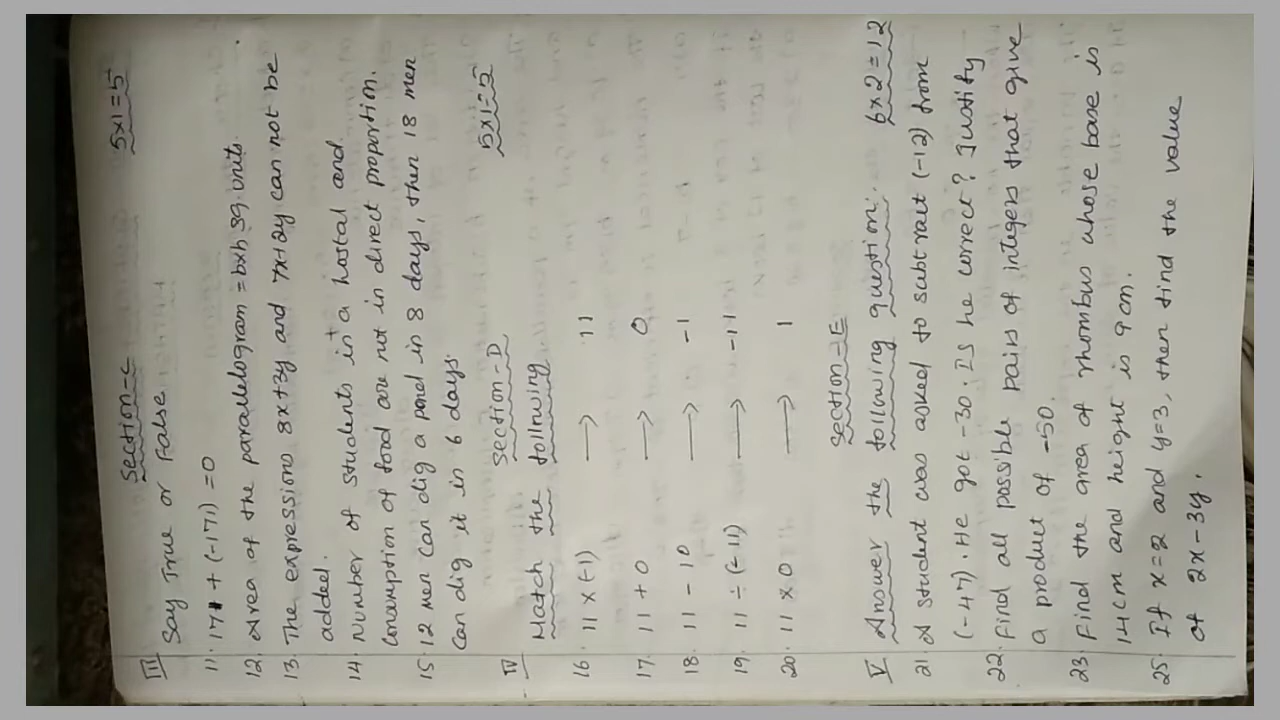 Section-C
III Say True or False. 5x1=5
11. 171 + (-171) = 0
12. Area of the parallelogram = bxh sq. units.
13. The expressions 8x+3y and 7x+2y can not be
added.
14. Number of students in a hostal and
Consumption of food are not in direct proportion.
15. 12 men can dig a pond in 8 days, then 18 men
can dig it in 6 days.
Section-D
IV Match the following 5x1=5
16. 11 x (-1) → 11
17. 11 + 0 → 0
18. 11 - 10 → -1
19. 11 ÷ (-11) → -11
20. 11 x 0 → 1
Section-E
V Answer the following question. 6x2=12
21. A student was asked to subtract (-12) from
(-47). He got -30. Is he correct? Justify
22. Find all possible pairs of integers that give
a product of -50.
23. Find the area of rhombus whose base is
14cm and height is 9cm.
25. If x=2 and y=3, then find the value
of 2x-3y.